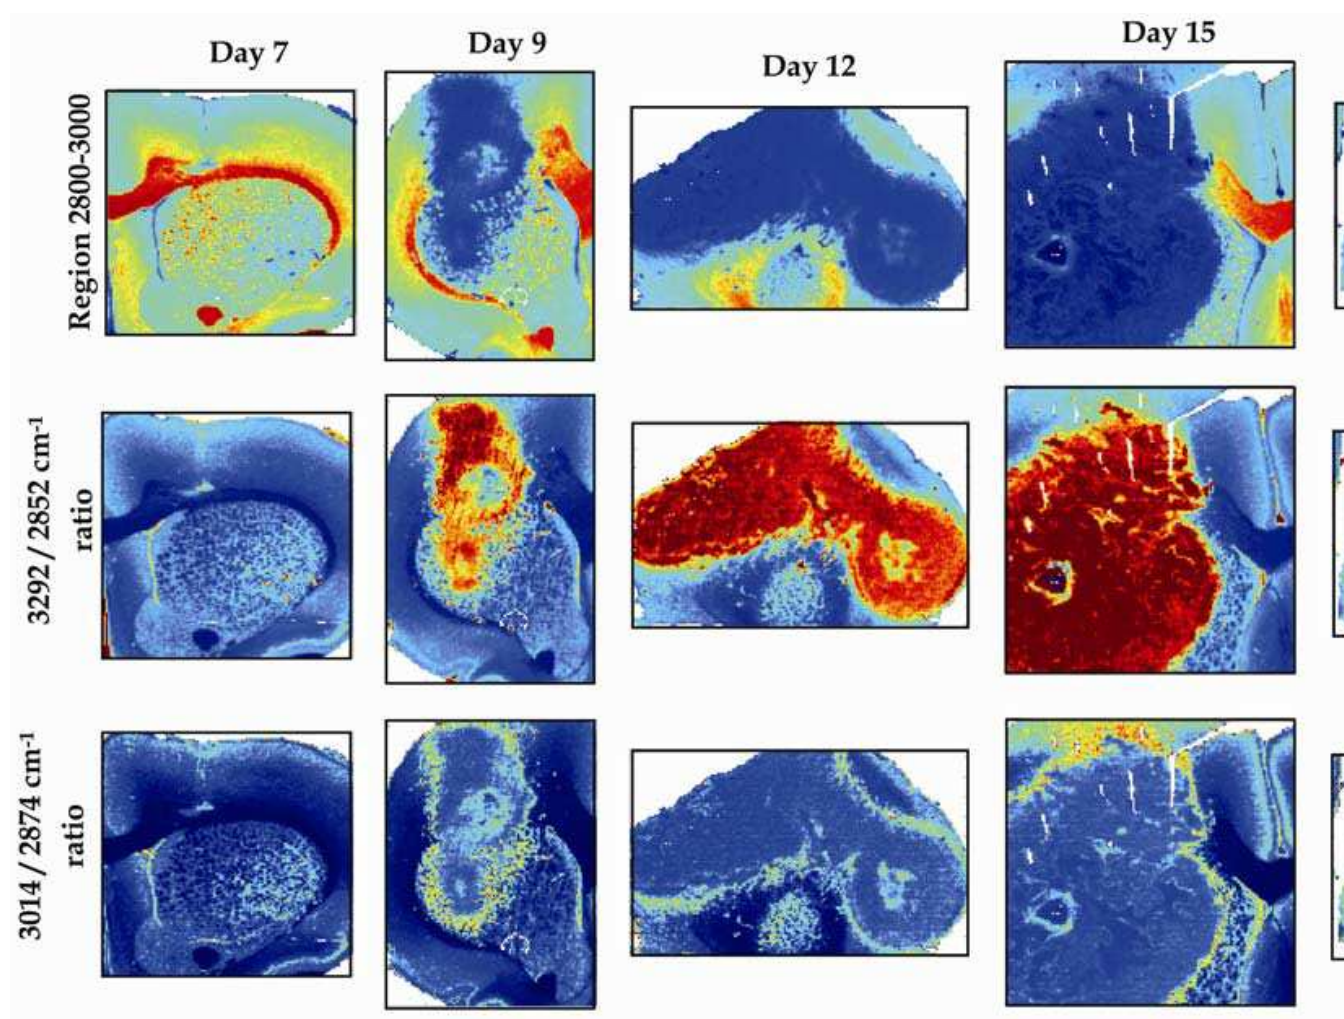 Day 7
Day 9
Day 12
Day 15
Region 2800-3000
3292 / 2852 cm⁻¹
ratio
3014 / 2874 cm⁻¹
ratio